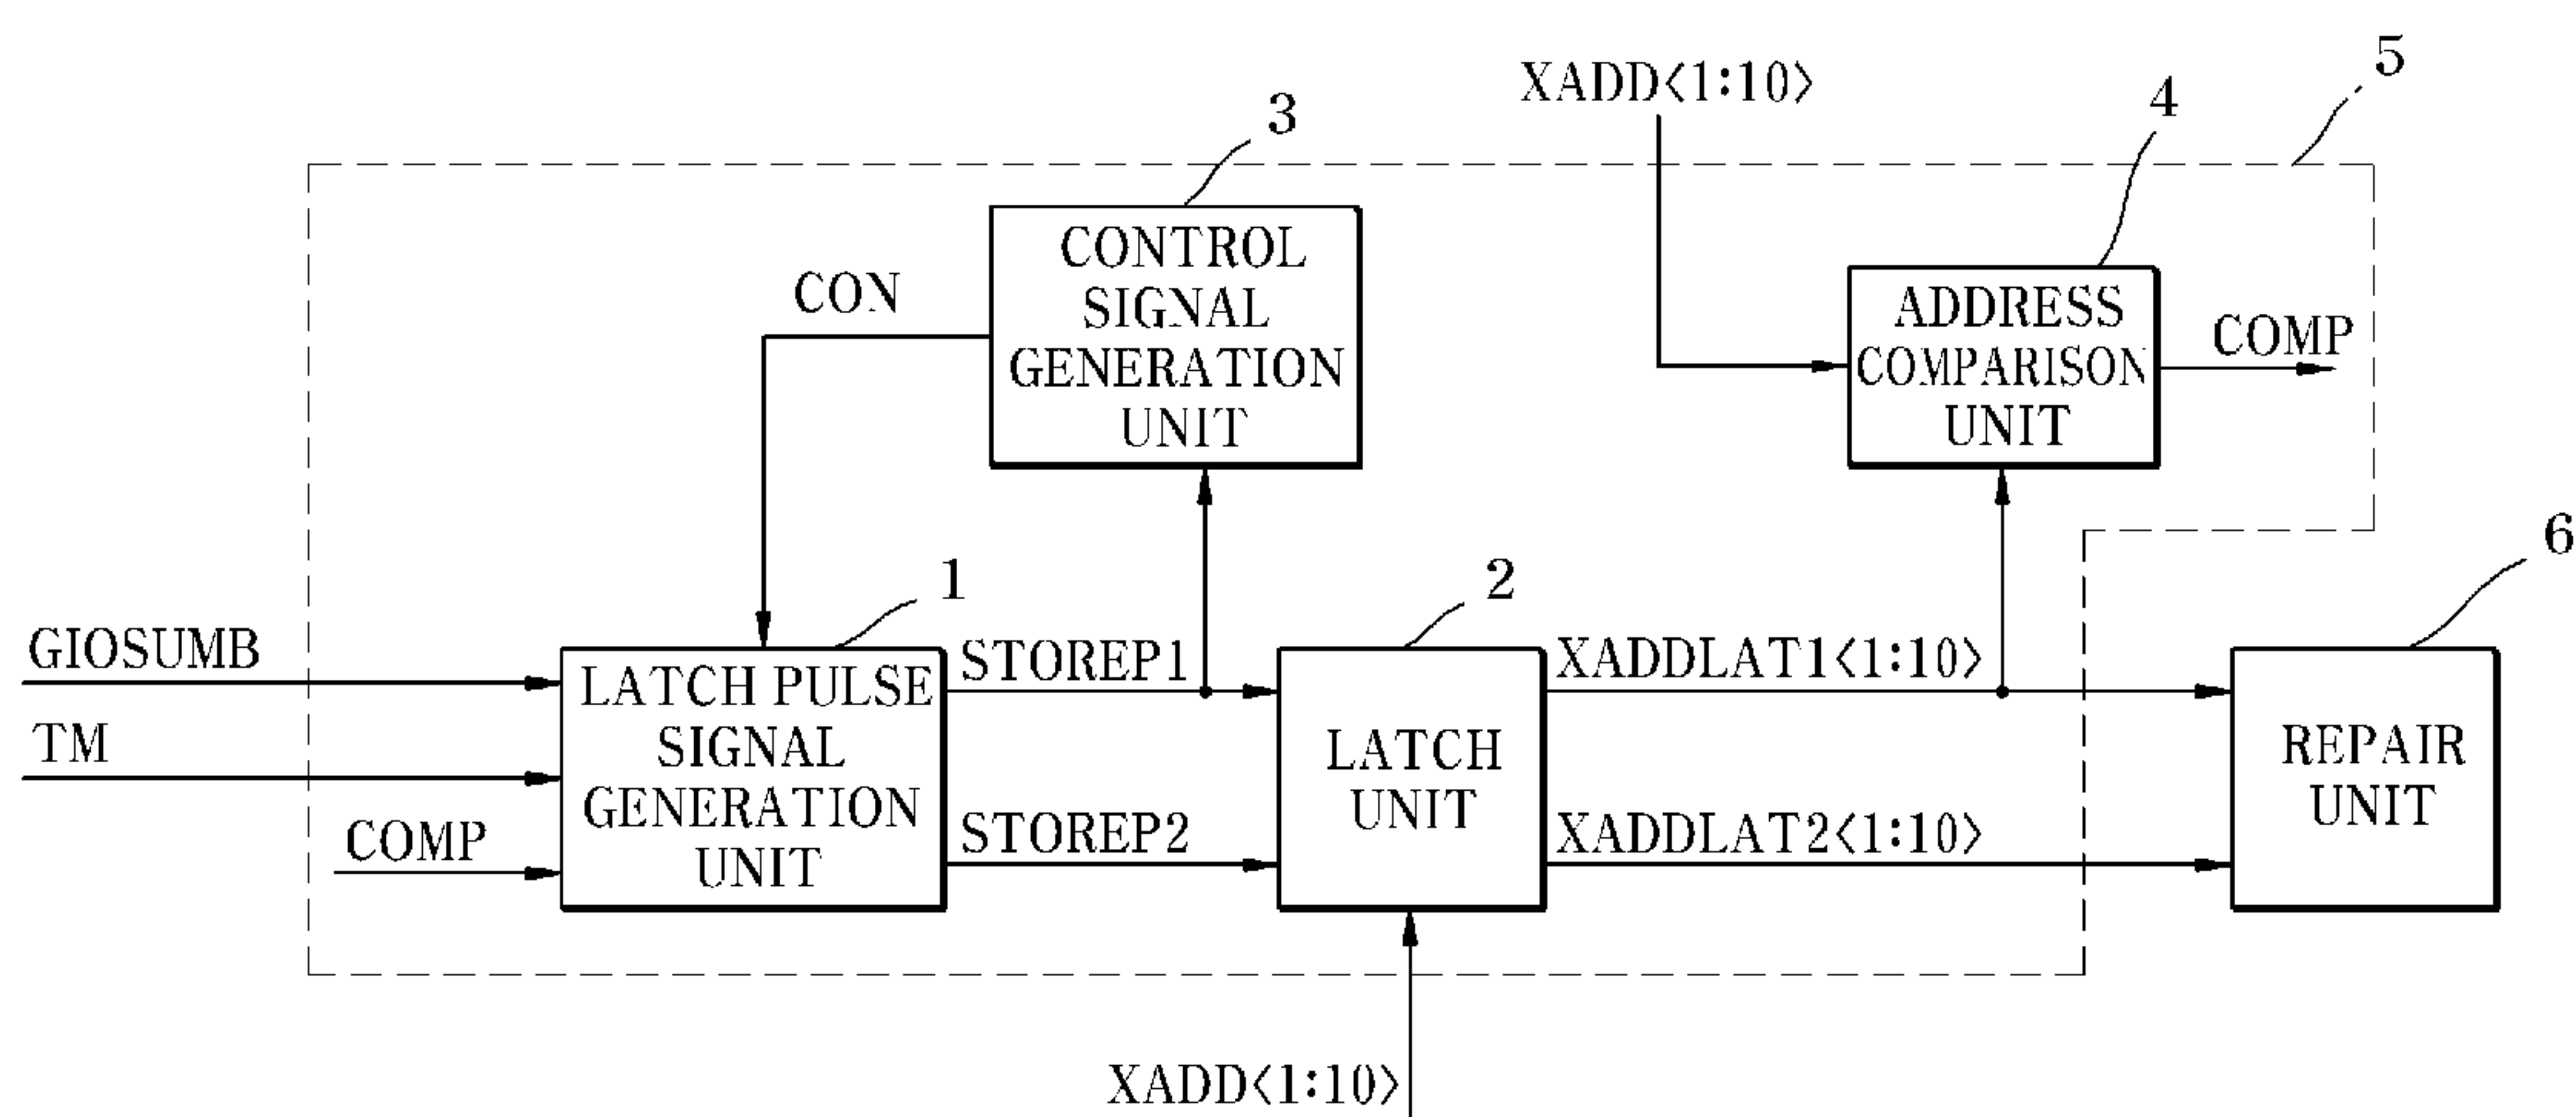 5
XADD<1:10>
4
3
CONTROL
SIGNAL
GENERATION
UNIT
CON
ADDRESS
COMPARISON
UNIT
COMP
6
1
2
GIOSUMB
TM
COMP
LATCH PULSE
SIGNAL
GENERATION
UNIT
STOREP1
STOREP2
LATCH
UNIT
XADDLAT1<1:10>
XADDLAT2<1:10>
REPAIR
UNIT
XADD<1:10>